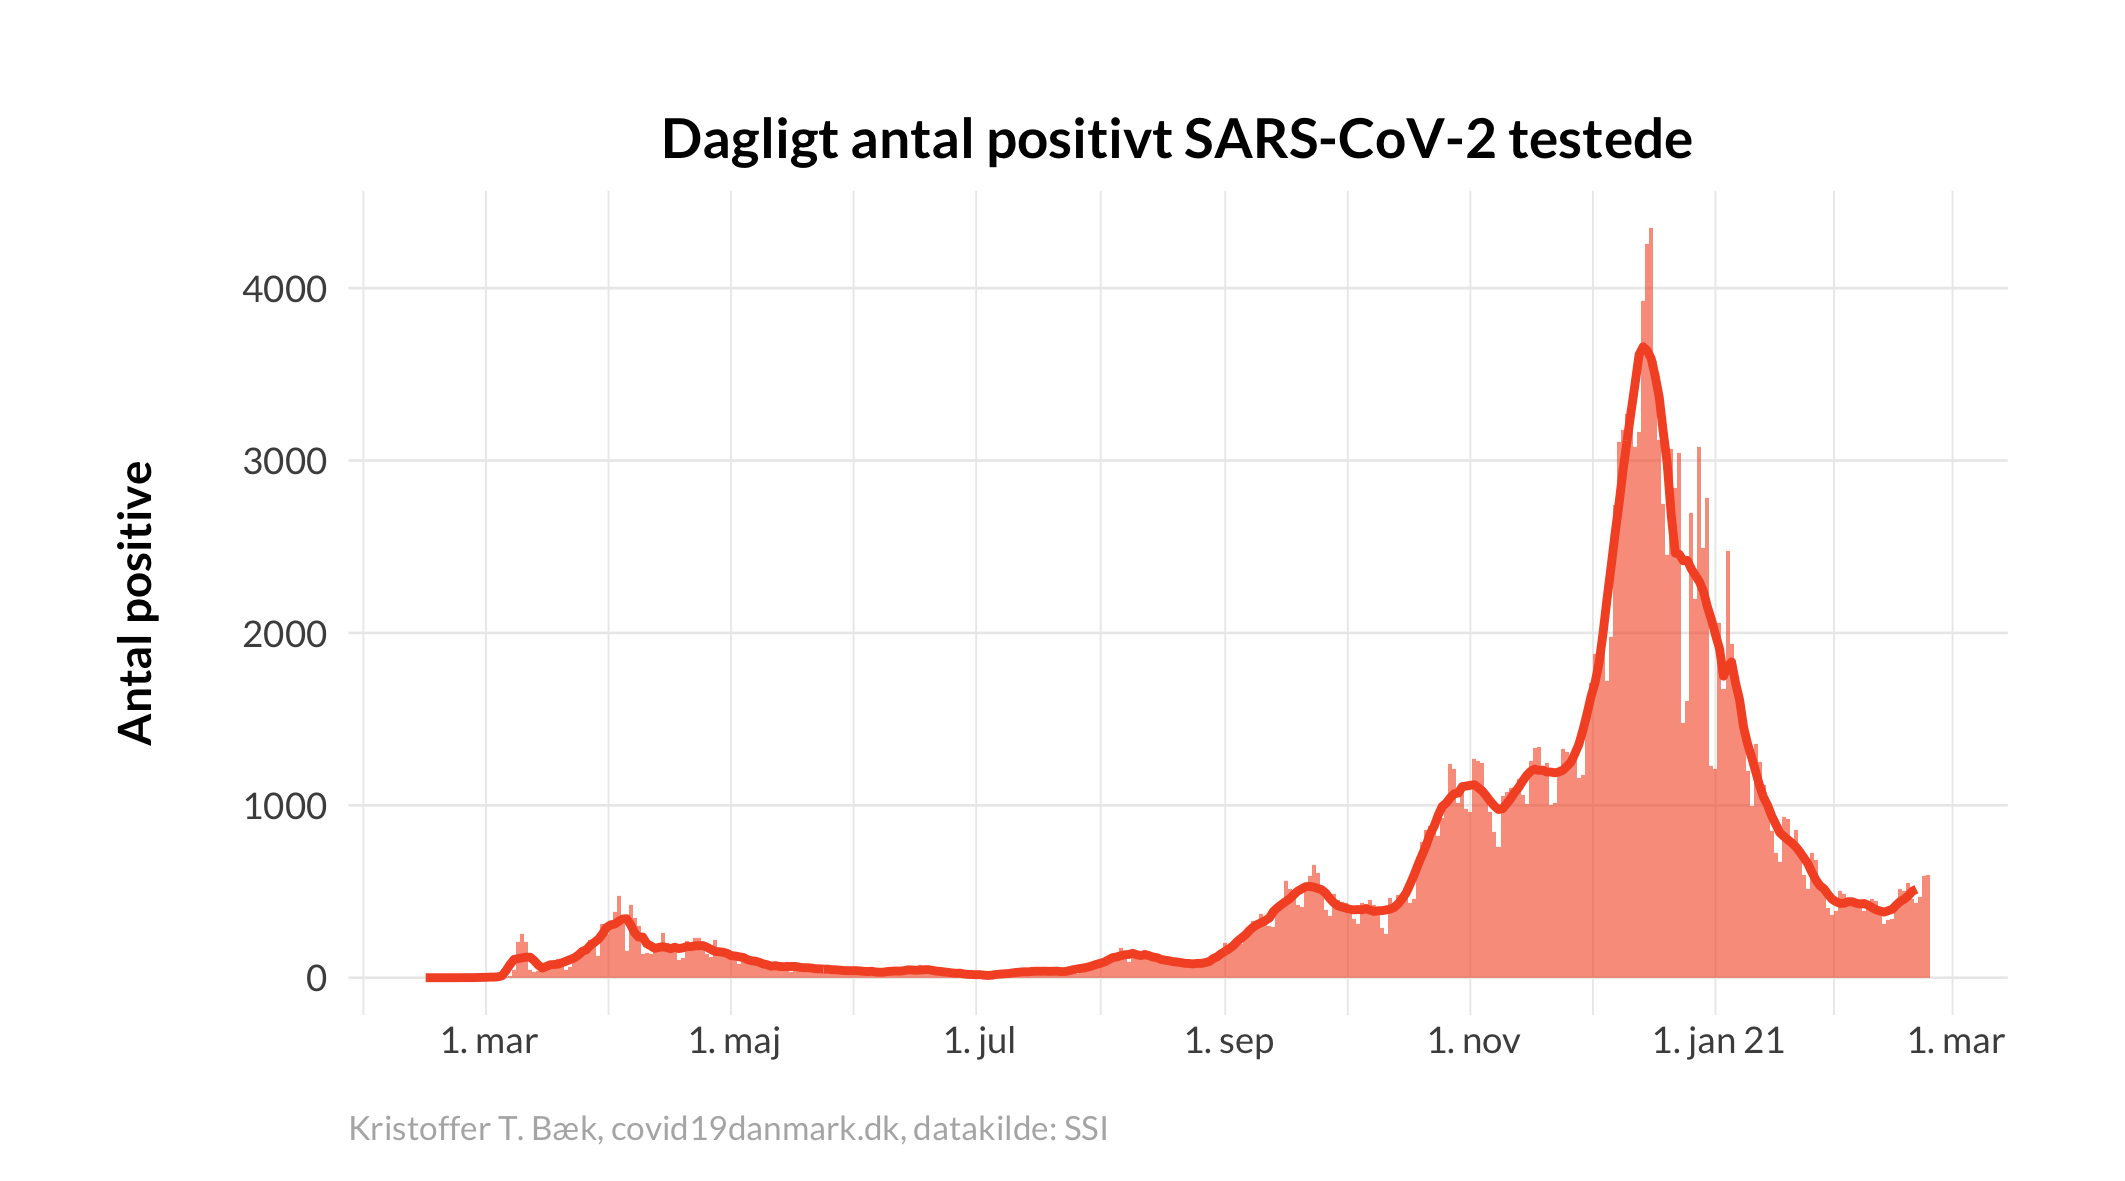 Dagligt antal positivt SARS-CoV-2 testede
Antal positive
4000
3000
2000
1000
0
1. mar
1. maj
1. jul
1. sep
1. nov
1. jan 21
1. mar
Kristoffer T. Bæk, covid19danmark.dk, datakilde: SSI